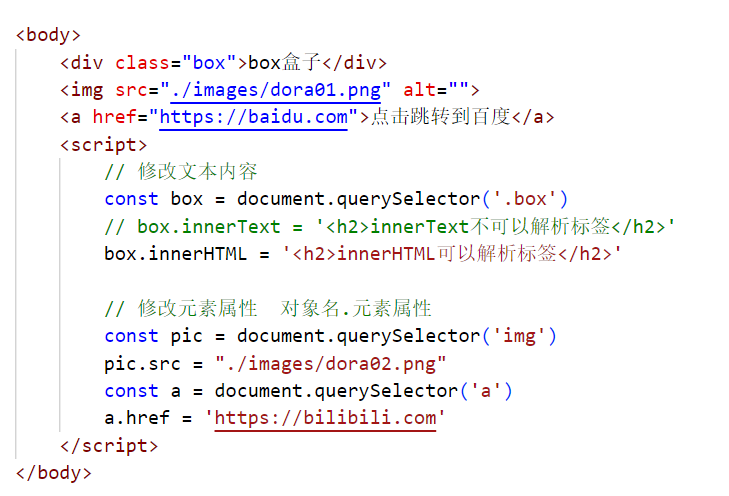 <body>
<div class="box">box盒子</div>
<img src="./images/dora01.png" alt="">
<a href="https://baidu.com">点击跳转到百度</a>
<script>
// 修改文本内容
const box = document.querySelector('.box')
// box.innerText = '<h2>innerText不可以解析标签</h2>'
box.innerHTML = '<h2>innerHTML可以解析标签</h2>'
// 修改元素属性  对象名.元素属性
const pic = document.querySelector('img')
pic.src = "./images/dora02.png"
const a = document.querySelector('a')
a.href = 'https://bilibili.com'
</script>
</body>